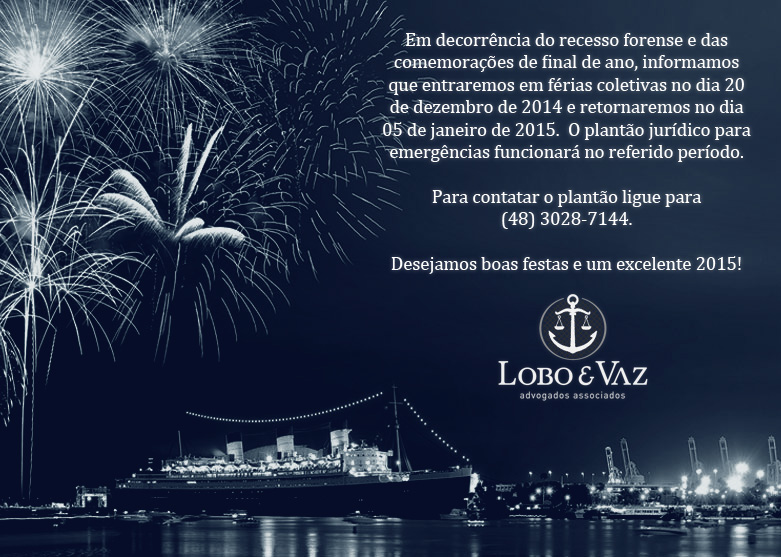 Em decorrência do recesso forense e das
comemorações de final de ano, informamos
que entraremos em férias coletivas no dia 20
de dezembro de 2014 e retornaremos no dia
05 de janeiro de 2015.  O plantão jurídico para
emergências funcionará no referido período.
Para contatar o plantão ligue para
(48) 3028-7144.
Desejamos boas festas e um excelente 2015!
LOBO & VAZ
advogados associados